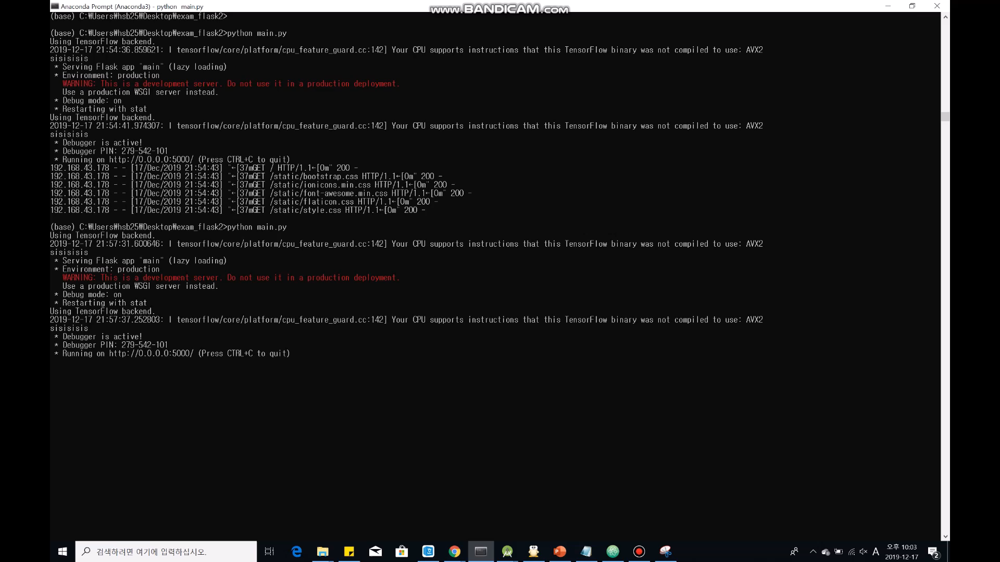 Anaconda Prompt (Anaconda3) - python  main.py
www.BANDICAM.com
(base) C:₩Users₩hsb25₩Desktop₩exam_flask2>
(base) C:₩Users₩hsb25₩Desktop₩exam_flask2>python main.py
Using TensorFlow backend.
2019-12-17 21:54:36.859621: I tensorflow/core/platform/cpu_feature_guard.cc:142] Your CPU supports instructions that this TensorFlow binary was not compiled to use: AVX2
sisisisis
* Serving Flask app "main" (lazy loading)
* Environment: production
WARNING: This is a development server. Do not use it in a production deployment.
Use a production WSGI server instead.
* Debug mode: on
* Restarting with stat
Using TensorFlow backend.
2019-12-17 21:54:41.974307: I tensorflow/core/platform/cpu_feature_guard.cc:142] Your CPU supports instructions that this TensorFlow binary was not compiled to use: AVX2
sisisisis
* Debugger is active!
* Debugger PIN: 279-542-101
* Running on http://0.0.0.0:5000/ (Press CTRL+C to quit)
192.168.43.178 - - [17/Dec/2019 21:54:43] "←[37mGET / HTTP/1.1←[0m" 200 -
192.168.43.178 - - [17/Dec/2019 21:54:43] "←[37mGET /static/bootstrap.css HTTP/1.1←[0m" 200 -
192.168.43.178 - - [17/Dec/2019 21:54:43] "←[37mGET /static/ionicons.min.css HTTP/1.1←[0m" 200 -
192.168.43.178 - - [17/Dec/2019 21:54:43] "←[37mGET /static/font-awesome.min.css HTTP/1.1←[0m" 200 -
192.168.43.178 - - [17/Dec/2019 21:54:43] "←[37mGET /static/flaticon.css HTTP/1.1←[0m" 200 -
192.168.43.178 - - [17/Dec/2019 21:54:43] "←[37mGET /static/style.css HTTP/1.1←[0m" 200 -
(base) C:₩Users₩hsb25₩Desktop₩exam_flask2>python main.py
Using TensorFlow backend.
2019-12-17 21:57:31.600646: I tensorflow/core/platform/cpu_feature_guard.cc:142] Your CPU supports instructions that this TensorFlow binary was not compiled to use: AVX2
sisisisis
* Serving Flask app "main" (lazy loading)
* Environment: production
WARNING: This is a development server. Do not use it in a production deployment.
Use a production WSGI server instead.
* Debug mode: on
* Restarting with stat
Using TensorFlow backend.
2019-12-17 21:57:37.252803: I tensorflow/core/platform/cpu_feature_guard.cc:142] Your CPU supports instructions that this TensorFlow binary was not compiled to use: AVX2
sisisisis
* Debugger is active!
* Debugger PIN: 279-542-101
* Running on http://0.0.0.0:5000/ (Press CTRL+C to quit)
검색하려면 여기에 입력하십시오.
A
오후 10:03
2019-12-17
2